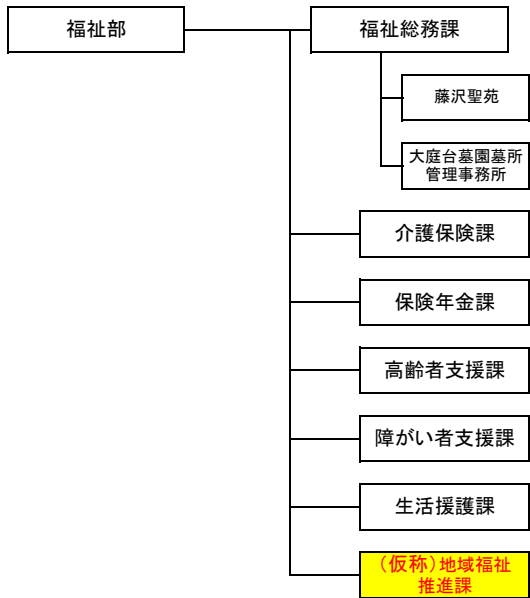 福祉部
福祉総務課
藤沢聖苑
大庭台墓園墓所
管理事務所
介護保険課
保険年金課
高齢者支援課
障がい者支援課
生活援護課
（仮称）地域福祉
推進課